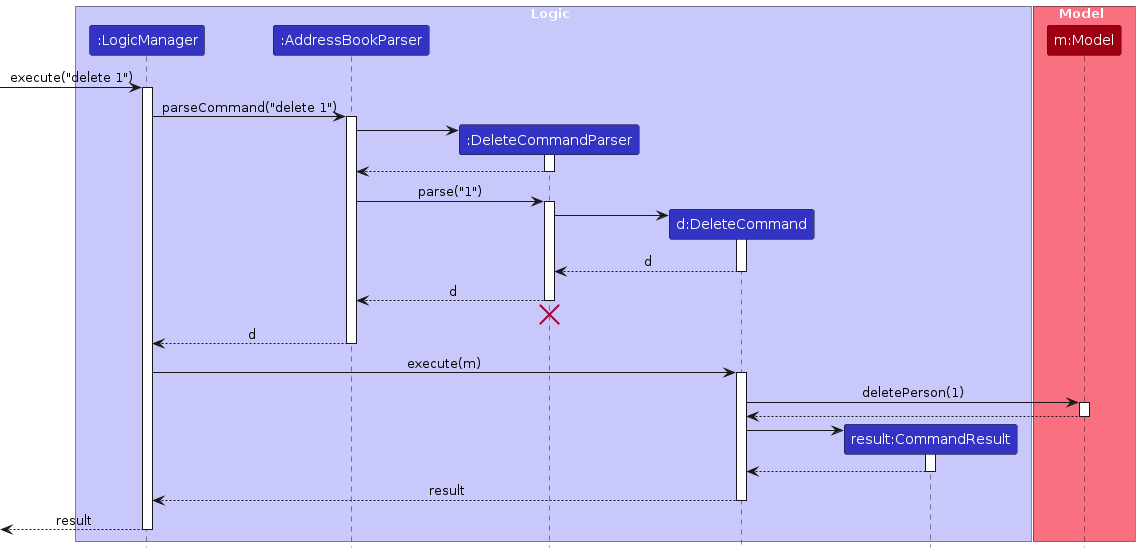 Logic
Model
:LogicManager
:AddressBookParser
m:Model
execute("delete 1")
parseCommand("delete 1")
:DeleteCommandParser
parse("1")
d:DeleteCommand
d
d
d
execute(m)
deletePerson(1)
result:CommandResult
result
result